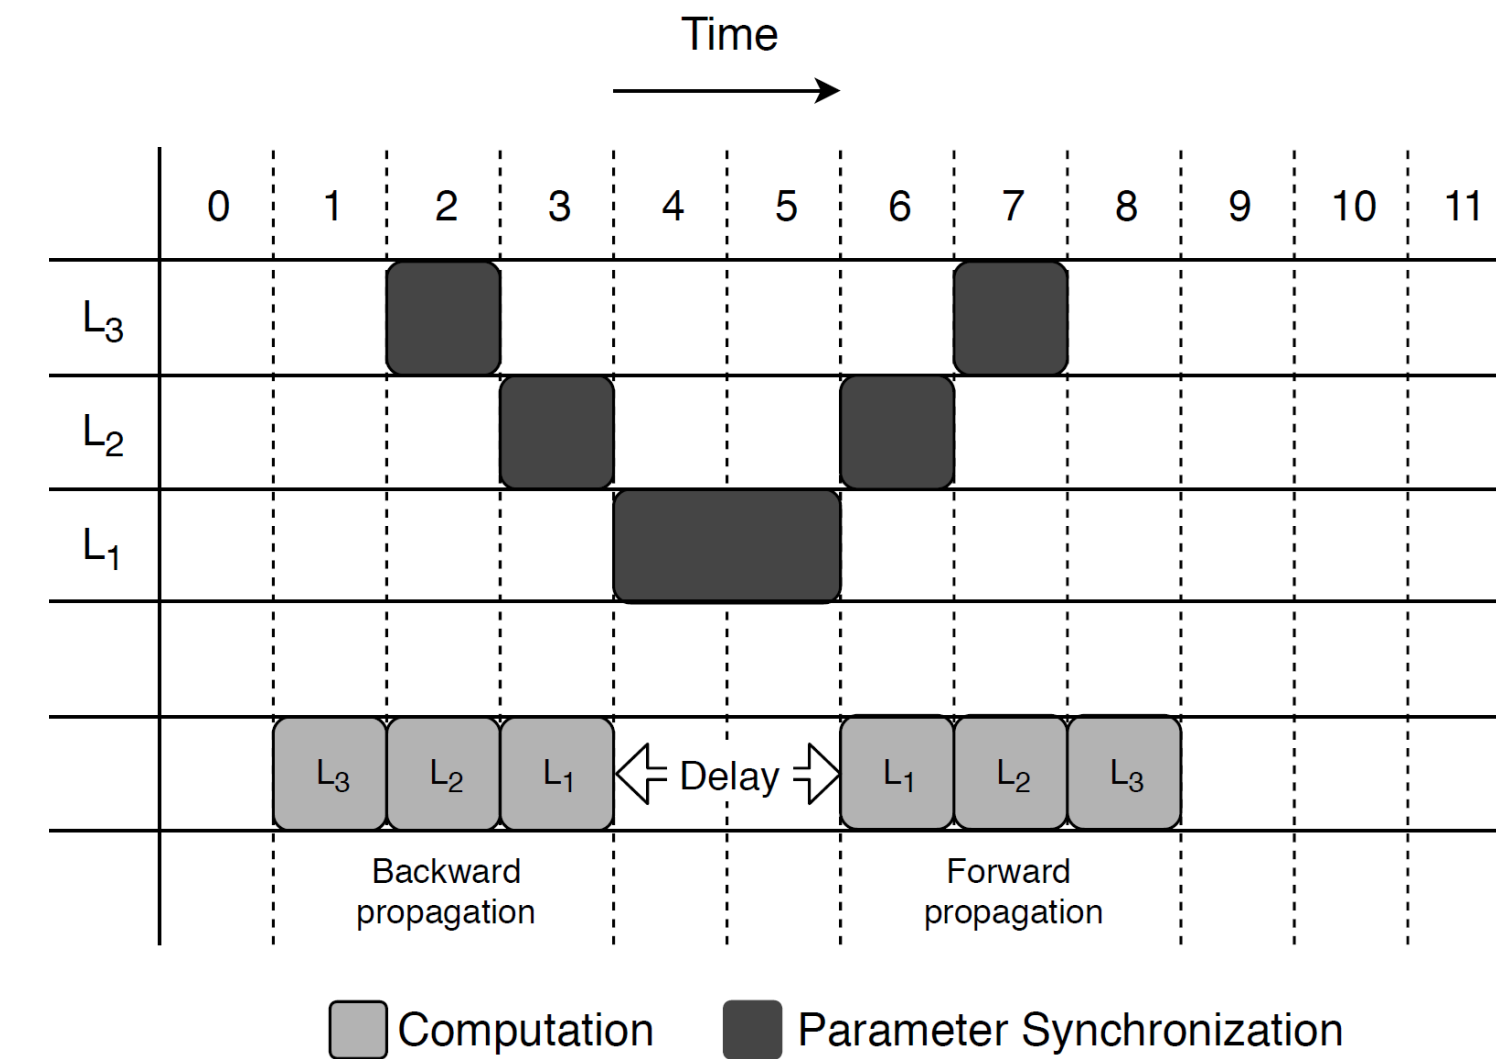 Time
0 1 2 3 4 5 6 7 8 9 10 11
L3
L2
L1
L3 L2 L1 Delay L1 L2 L3
Backward
propagation
Forward
propagation
Computation Parameter Synchronization